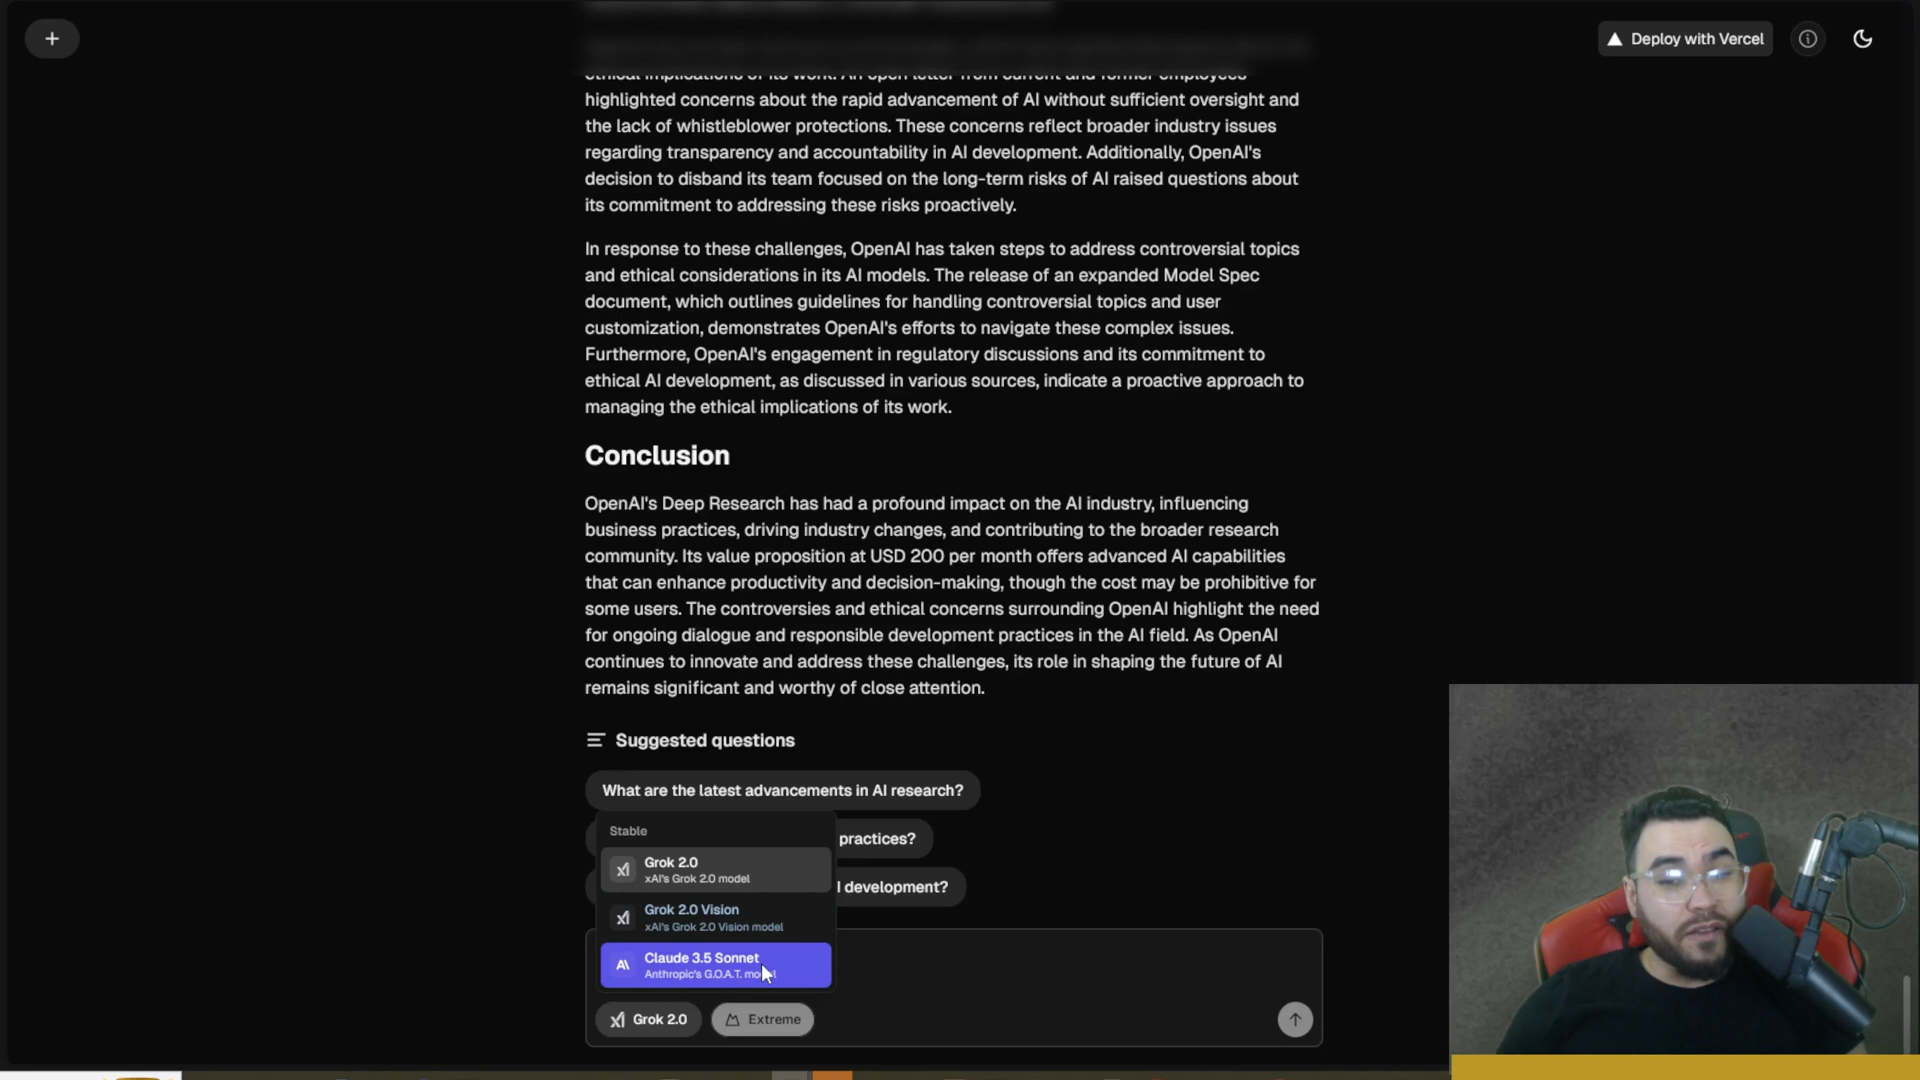 Deploy with Vercel
ethical implications of its work. An open letter from current and former employees
highlighted concerns about the rapid advancement of AI without sufficient oversight and
the lack of whistleblower protections. These concerns reflect broader industry issues
regarding transparency and accountability in AI development. Additionally, OpenAI's
decision to disband its team focused on the long-term risks of AI raised questions about
its commitment to addressing these risks proactively.
In response to these challenges, OpenAI has taken steps to address controversial topics
and ethical considerations in its AI models. The release of an expanded Model Spec
document, which outlines guidelines for handling controversial topics and user
customization, demonstrates OpenAI's efforts to navigate these complex issues.
Furthermore, OpenAI's engagement in regulatory discussions and its commitment to
ethical AI development, as discussed in various sources, indicate a proactive approach to
managing the ethical implications of its work.
Conclusion
OpenAI's Deep Research has had a profound impact on the AI industry, influencing
business practices, driving industry changes, and contributing to the broader research
community. Its value proposition at USD 200 per month offers advanced AI capabilities
that can enhance productivity and decision-making, though the cost may be prohibitive for
some users. The controversies and ethical concerns surrounding OpenAI highlight the need
for ongoing dialogue and responsible development practices in the AI field. As OpenAI
continues to innovate and address these challenges, its role in shaping the future of AI
remains significant and worthy of close attention.
Suggested questions
What are the latest advancements in AI research?
practices?
development?
Stable
Grok 2.0
xAI's Grok 2.0 model
Grok 2.0 Vision
xAI's Grok 2.0 Vision model
Claude 3.5 Sonnet
Anthropic's G.O.A.T.
Grok 2.0
Extreme